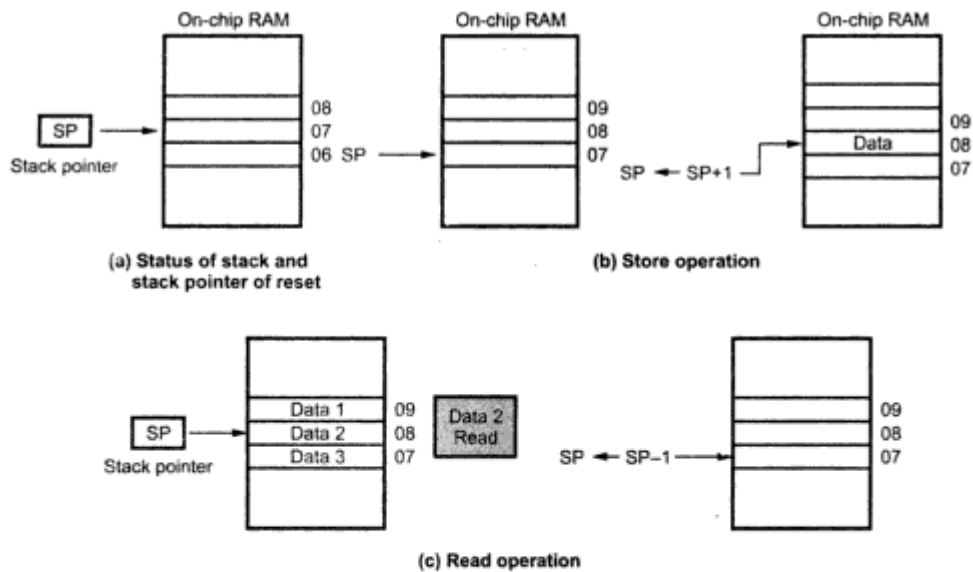 On-chip RAM
On-chip RAM
On-chip RAM
SP
Stack pointer
08
07
06
SP
09
08
07
SP ← SP+1
Data
09
08
07
(a) Status of stack and
stack pointer of reset
(b) Store operation
SP
Stack pointer
Data 1
Data 2
Data 3
09
08
07
Data 2
Read
SP ← SP–1
09
08
07
(c) Read operation